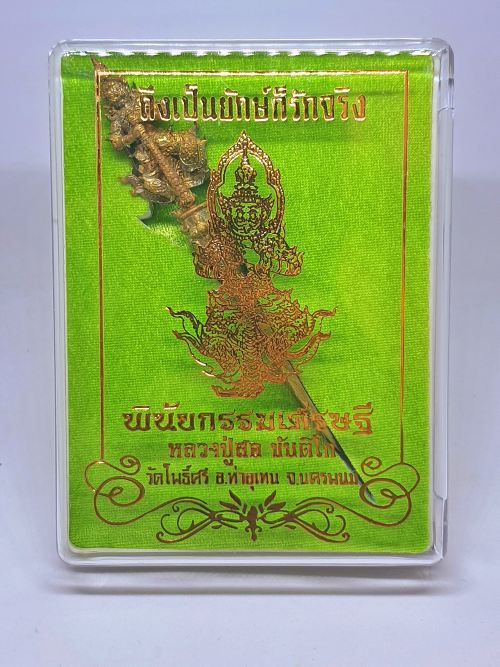 ถึงเป็นยักษ์ก็รักจริง
พินัยกรรมเศรษฐี
หลวงปู่สอ ขันติโก
วัดโพธิ์ศรี อ.ท่าอุเทน จ.นครพนม